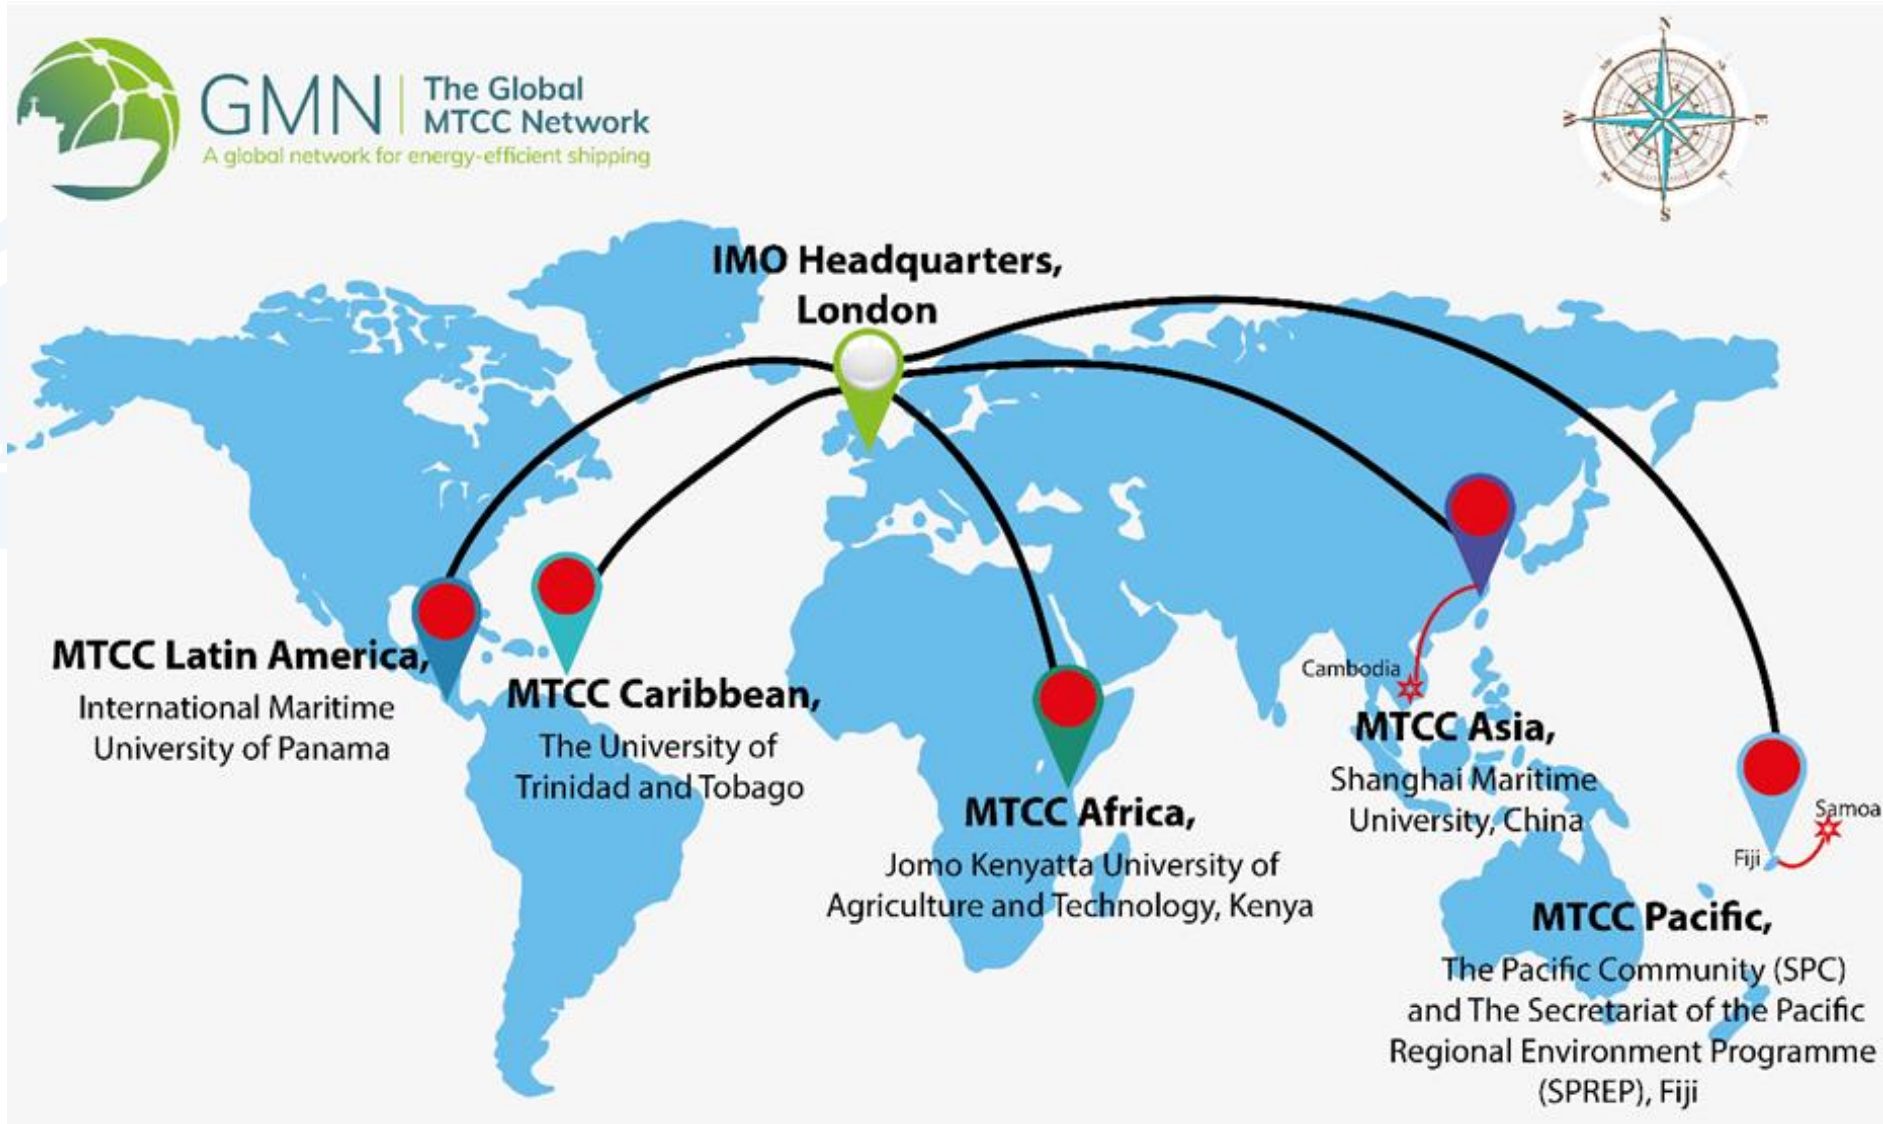 GMN
The Global
MTCC Network
A global network for energy-efficient shipping
N
W
E
S
IMO Headquarters,
London
MTCC Latin America,
International Maritime
University of Panama
MTCC Caribbean,
The University of
Trinidad and Tobago
MTCC Africa,
Jomo Kenyatta University of
Agriculture and Technology, Kenya
Cambodia
MTCC Asia,
Shanghai Maritime
University, China
Samoa
Fiji
MTCC Pacific,
The Pacific Community (SPC)
and The Secretariat of the Pacific
Regional Environment Programme
(SPREP), Fiji